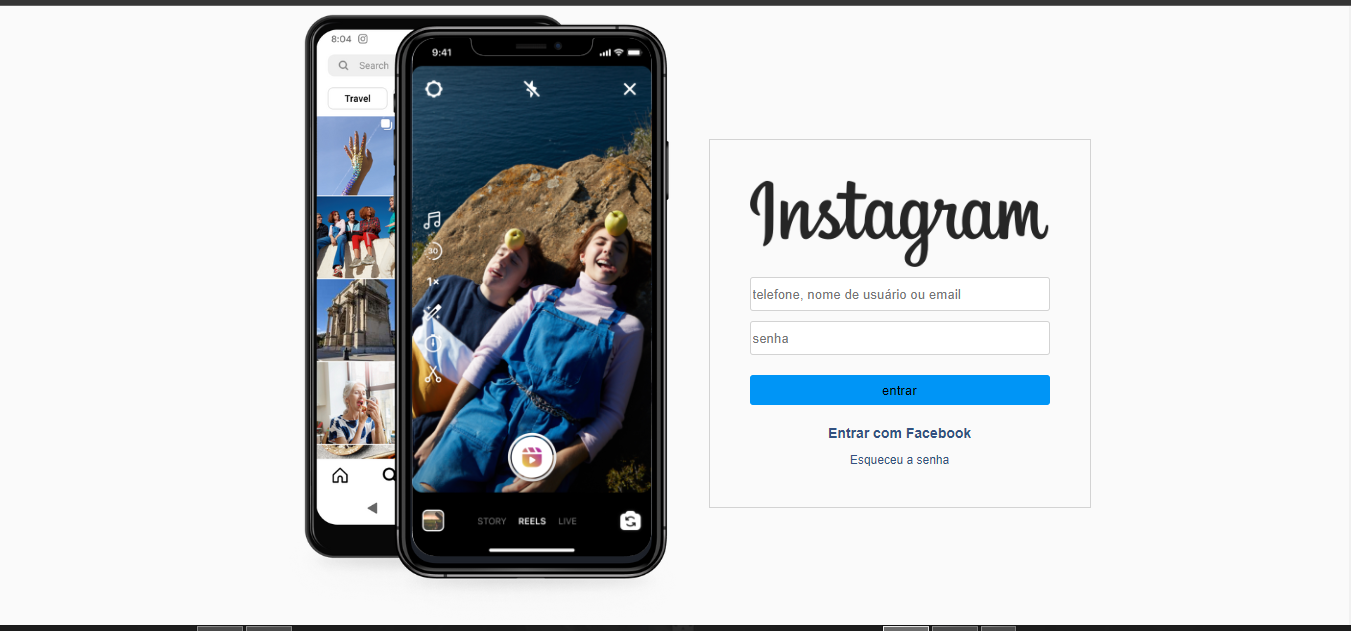 8:04
Search
Travel
9:41
30
1×
STORY REELS LIVE
Instagram
telefone, nome de usuário ou email
senha
entrar
Entrar com Facebook
Esqueceu a senha